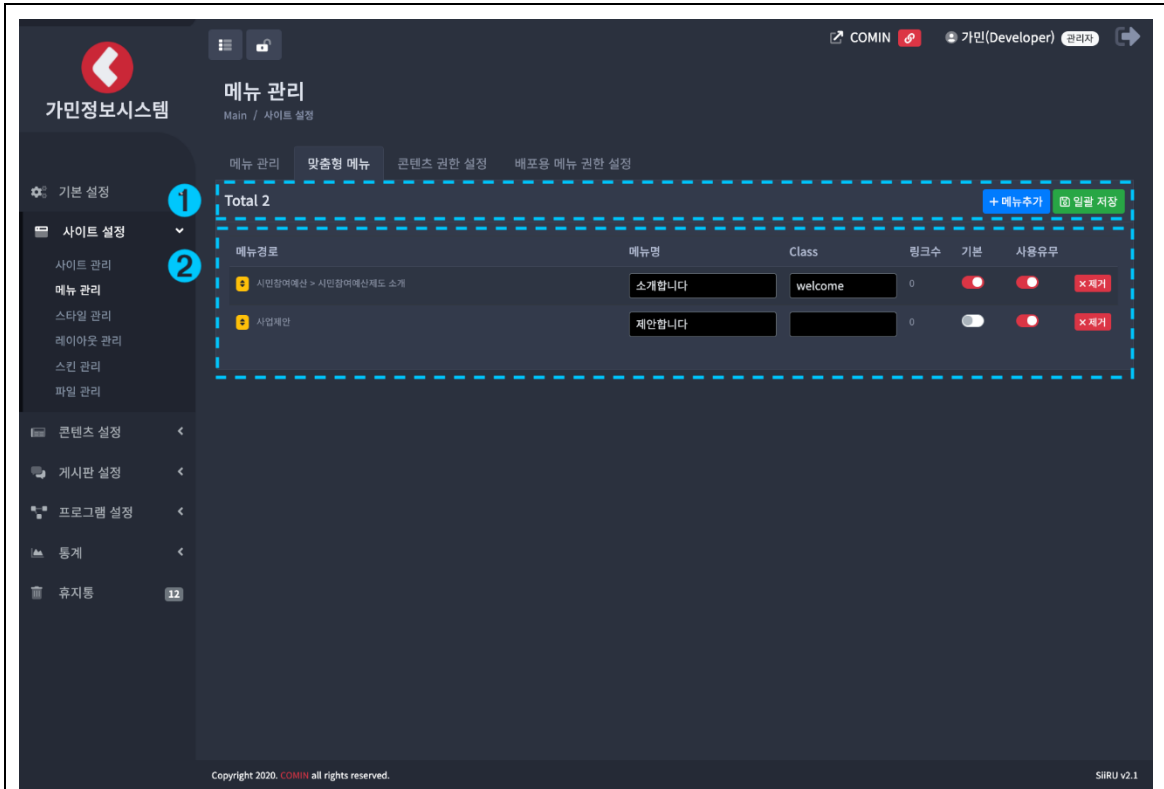 COMIN
가민(Developer) 관리자
가민정보시스템
메뉴 관리
Main / 사이트 설정
메뉴 관리 맞춤형 메뉴 콘텐츠 권한 설정 배포용 메뉴 권한 설정
기본 설정
사이트 설정
사이트 관리
메뉴 관리
스타일 관리
레이아웃 관리
스킨 관리
파일 관리
콘텐츠 설정
게시판 설정
프로그램 설정
통계
휴지통 12
1
Total 2 +메뉴추가 일괄 저장
2
메뉴경로 메뉴명 Class 링크수 기본 사용유무
시민참여예산 > 시민참여예산제도 소개 소개합니다 welcome 0 ×제거
사업제안 제안합니다 0 ×제거
Copyright 2020. COMIN all rights reserved. SiiRU v2.1